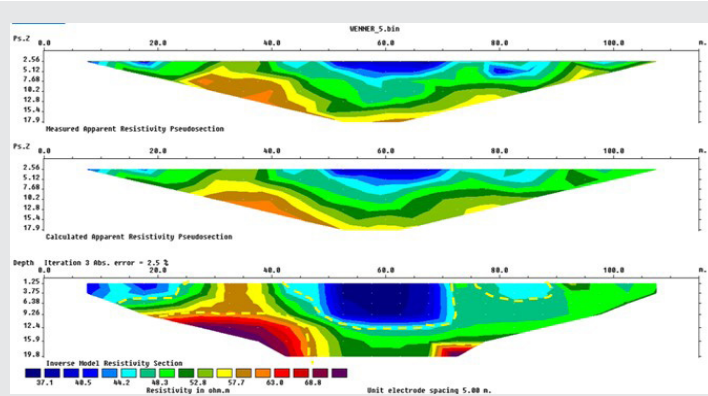 WENNER_5.bin
Ps.Z 0.0 20.0 40.0 60.0 80.0 100.0 m.
2.56
5.12
7.68
10.2
12.8
15.4
17.9
Measured Apparent Resistivity Pseudosection
Ps.Z 0.0 20.0 40.0 60.0 80.0 100.0 m.
2.56
5.12
7.68
10.2
12.8
15.4
17.9
Calculated Apparent Resistivity Pseudosection
Depth Iteration 3 Abs. error = 2.5 %
0.0 20.0 40.0 60.0 80.0 100.0 m.
1.25
3.75
6.38
9.26
12.4
15.9
19.8
Inverse Model Resistivity Section
37.1 40.5 44.2 48.3 52.8 57.7 63.0 68.8
Resistivity in ohm.m Unit electrode spacing 5.00 m.